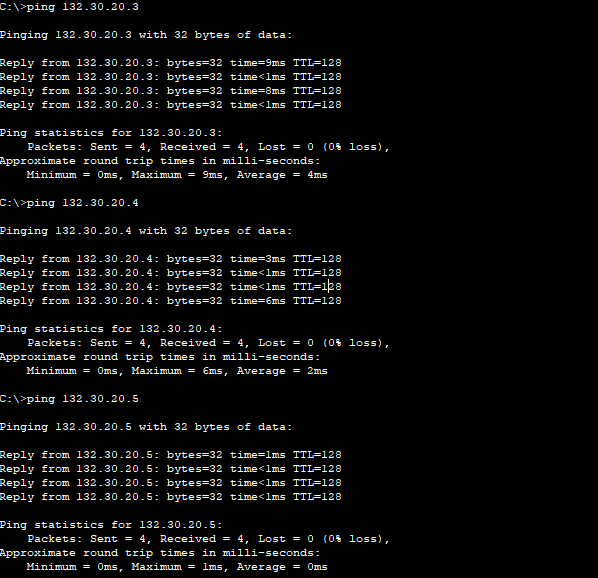 C:\>ping 132.30.20.3
Pinging 132.30.20.3 with 32 bytes of data:
Reply from 132.30.20.3: bytes=32 time=9ms TTL=128
Reply from 132.30.20.3: bytes=32 time<1ms TTL=128
Reply from 132.30.20.3: bytes=32 time=8ms TTL=128
Reply from 132.30.20.3: bytes=32 time<1ms TTL=128
Ping statistics for 132.30.20.3:
    Packets: Sent = 4, Received = 4, Lost = 0 (0% loss),
Approximate round trip times in milli-seconds:
    Minimum = 0ms, Maximum = 9ms, Average = 4ms
C:\>ping 132.30.20.4
Pinging 132.30.20.4 with 32 bytes of data:
Reply from 132.30.20.4: bytes=32 time=3ms TTL=128
Reply from 132.30.20.4: bytes=32 time<1ms TTL=128
Reply from 132.30.20.4: bytes=32 time<1ms TTL=128
Reply from 132.30.20.4: bytes=32 time=6ms TTL=128
Ping statistics for 132.30.20.4:
    Packets: Sent = 4, Received = 4, Lost = 0 (0% loss),
Approximate round trip times in milli-seconds:
    Minimum = 0ms, Maximum = 6ms, Average = 2ms
C:\>ping 132.30.20.5
Pinging 132.30.20.5 with 32 bytes of data:
Reply from 132.30.20.5: bytes=32 time=1ms TTL=128
Reply from 132.30.20.5: bytes=32 time<1ms TTL=128
Reply from 132.30.20.5: bytes=32 time<1ms TTL=128
Reply from 132.30.20.5: bytes=32 time<1ms TTL=128
Ping statistics for 132.30.20.5:
    Packets: Sent = 4, Received = 4, Lost = 0 (0% loss),
Approximate round trip times in milli-seconds:
    Minimum = 0ms, Maximum = 1ms, Average = 0ms